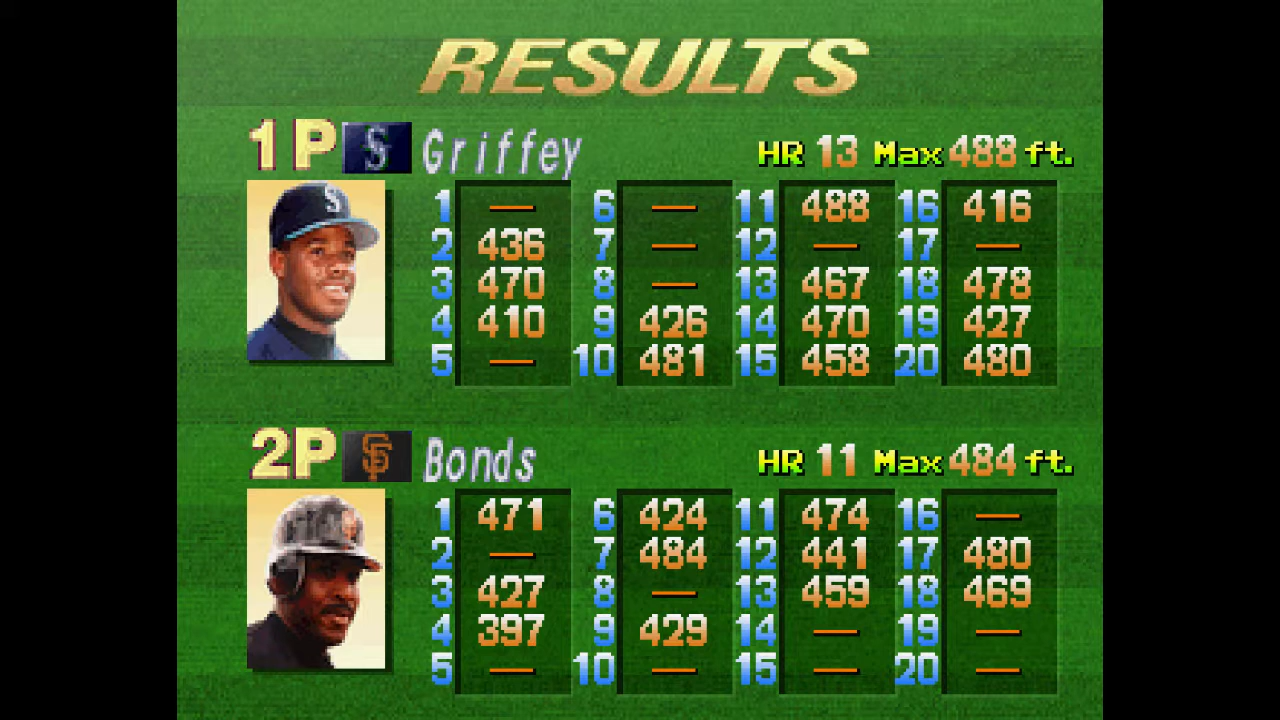 RESULTS
1P S Griffey HR 13 Max 488 ft.
1 — 6 — 11 488 16 416
2 436 7 — 12 — 17 —
3 470 8 — 13 467 18 478
4 410 9 426 14 470 19 427
5 — 10 481 15 458 20 480
2P SF Bonds HR 11 Max 484 ft.
1 471 6 424 11 474 16 —
2 — 7 484 12 441 17 480
3 427 8 — 13 459 18 469
4 397 9 429 14 — 19 —
5 — 10 — 15 — 20 —